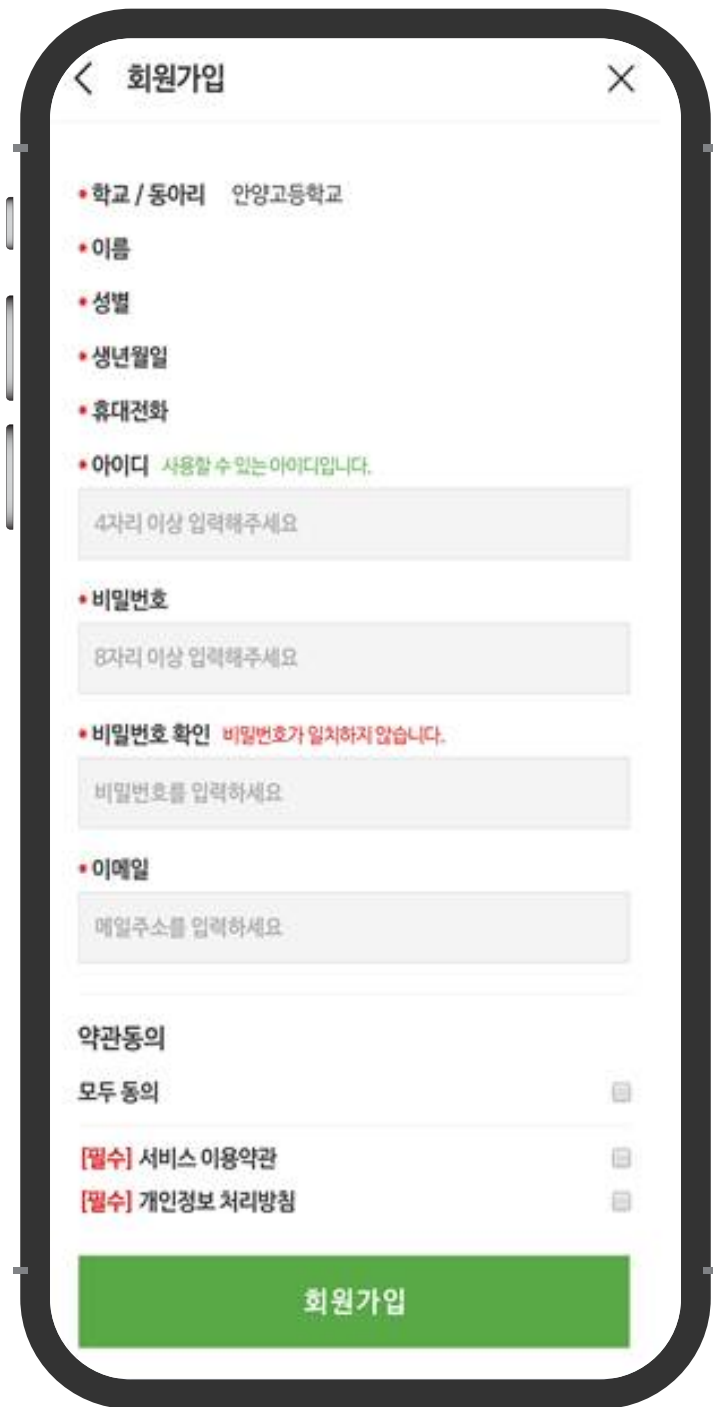 회원가입
• 학교 / 동아리 안양고등학교
• 이름
• 성별
• 생년월일
• 휴대전화
• 아이디 사용할 수 있는 아이디입니다.
4자리 이상 입력해주세요
• 비밀번호
8자리 이상 입력해주세요
• 비밀번호 확인 비밀번호가 일치하지 않습니다.
비밀번호를 입력하세요
• 이메일
메일주소를 입력하세요
약관동의
모두 동의
[필수] 서비스 이용약관
[필수] 개인정보 처리방침
회원가입